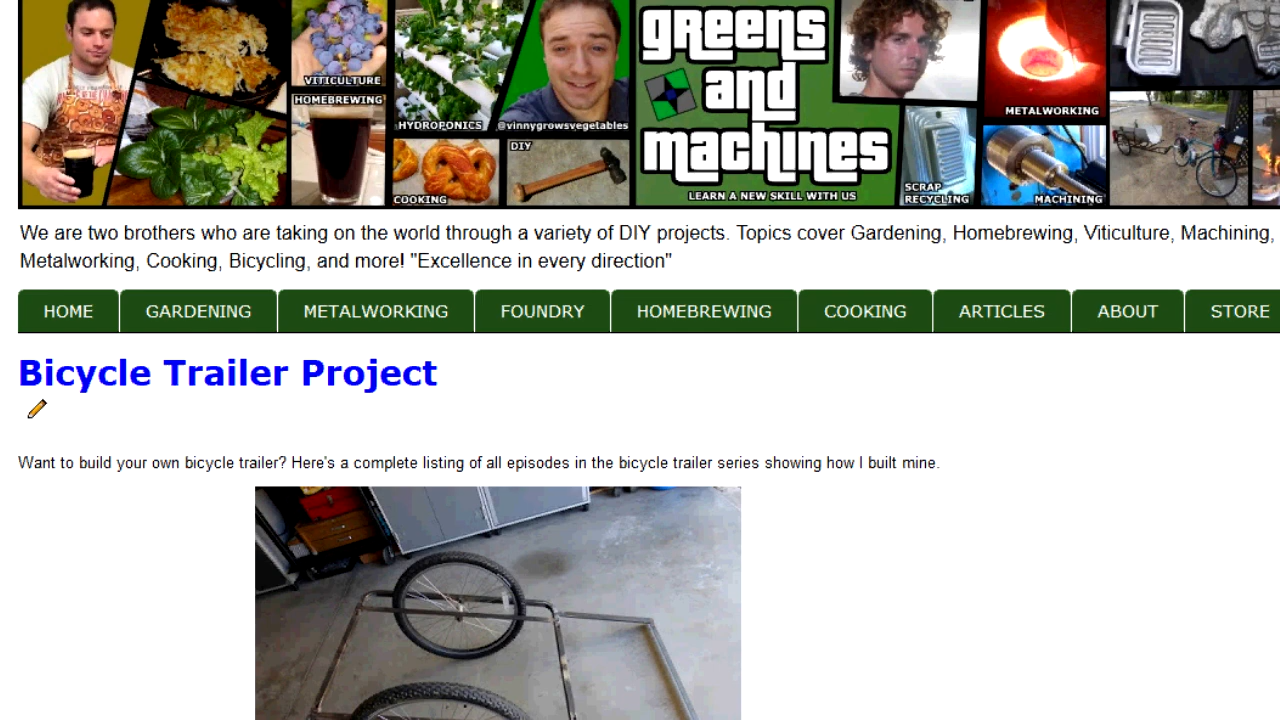 greens
and
machines
LEARN A NEW SKILL WITH US
VITICULTURE
HOMEBREWING
HYDROPONICS
@vinnygrowsvegetables
COOKING
DIY
SCRAP
RECYCLING
METALWORKING
MACHINING
We are two brothers who are taking on the world through a variety of DIY projects. Topics cover Gardening, Homebrewing, Viticulture, Machining,
Metalworking, Cooking, Bicycling, and more! "Excellence in every direction"
HOME GARDENING METALWORKING FOUNDRY HOMEBREWING COOKING ARTICLES ABOUT STORE
Bicycle Trailer Project
Want to build your own bicycle trailer? Here's a complete listing of all episodes in the bicycle trailer series showing how I built mine.